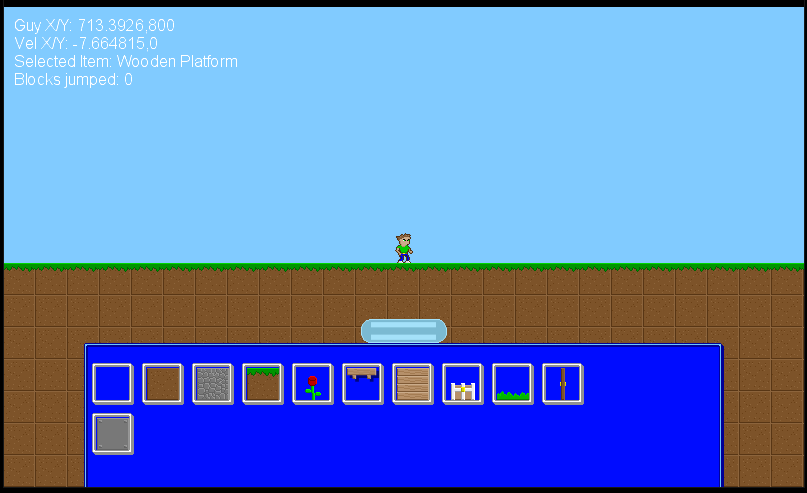 Guy X/Y: 713.3926,800
Vel X/Y: -7.664815,0
Selected Item: Wooden Platform
Blocks jumped: 0